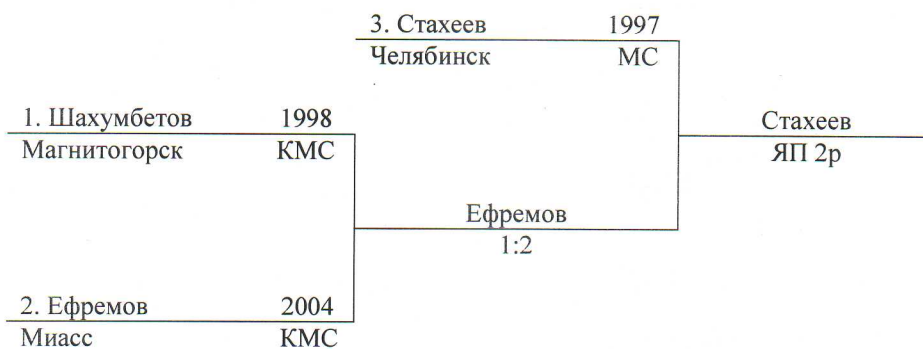 3. Стахеев 1997
Челябинск МС
1. Шахумбетов 1998
Магнитогорск КМС
Стахеев
ЯП 2р
Ефремов
1:2
2. Ефремов 2004
Миасс КМС